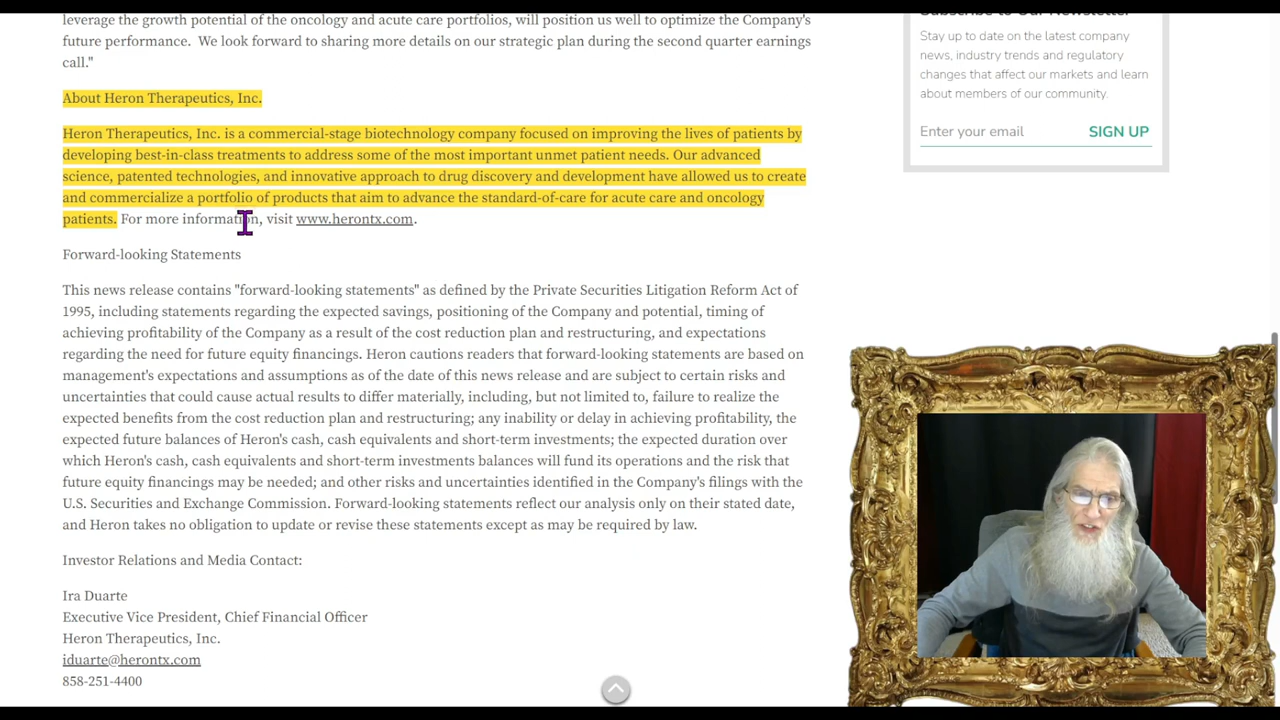 leverage the growth potential of the oncology and acute care portfolios, will position us well to optimize the Company's
future performance.  We look forward to sharing more details on our strategic plan during the second quarter earnings
call."
About Heron Therapeutics, Inc.
Heron Therapeutics, Inc. is a commercial-stage biotechnology company focused on improving the lives of patients by
developing best-in-class treatments to address some of the most important unmet patient needs. Our advanced
science, patented technologies, and innovative approach to drug discovery and development have allowed us to create
and commercialize a portfolio of products that aim to advance the standard-of-care for acute care and oncology
patients. For more information, visit www.herontx.com.
Forward-looking Statements
This news release contains "forward-looking statements" as defined by the Private Securities Litigation Reform Act of
1995, including statements regarding the expected savings, positioning of the Company and potential, timing of
achieving profitability of the Company as a result of the cost reduction plan and restructuring, and expectations
regarding the need for future equity financings. Heron cautions readers that forward-looking statements are based on
management's expectations and assumptions as of the date of this news release and are subject to certain risks and
uncertainties that could cause actual results to differ materially, including, but not limited to, failure to realize the
expected benefits from the cost reduction plan and restructuring; any inability or delay in achieving profitability, the
expected future balances of Heron's cash, cash equivalents and short-term investments; the expected duration over
which Heron's cash, cash equivalents and short-term investments balances will fund its operations and the risk that
future equity financings may be needed; and other risks and uncertainties identified in the Company's filings with the
U.S. Securities and Exchange Commission. Forward-looking statements reflect our analysis only on their stated date,
and Heron takes no obligation to update or revise these statements except as may be required by law.
Investor Relations and Media Contact:
Ira Duarte
Executive Vice President, Chief Financial Officer
Heron Therapeutics, Inc.
iduarte@herontx.com
858-251-4400
Subscribe to Our Newsletter
Stay up to date on the latest company
news, industry trends and regulatory
changes that affect our markets and learn
about members of our community.
Enter your email SIGN UP